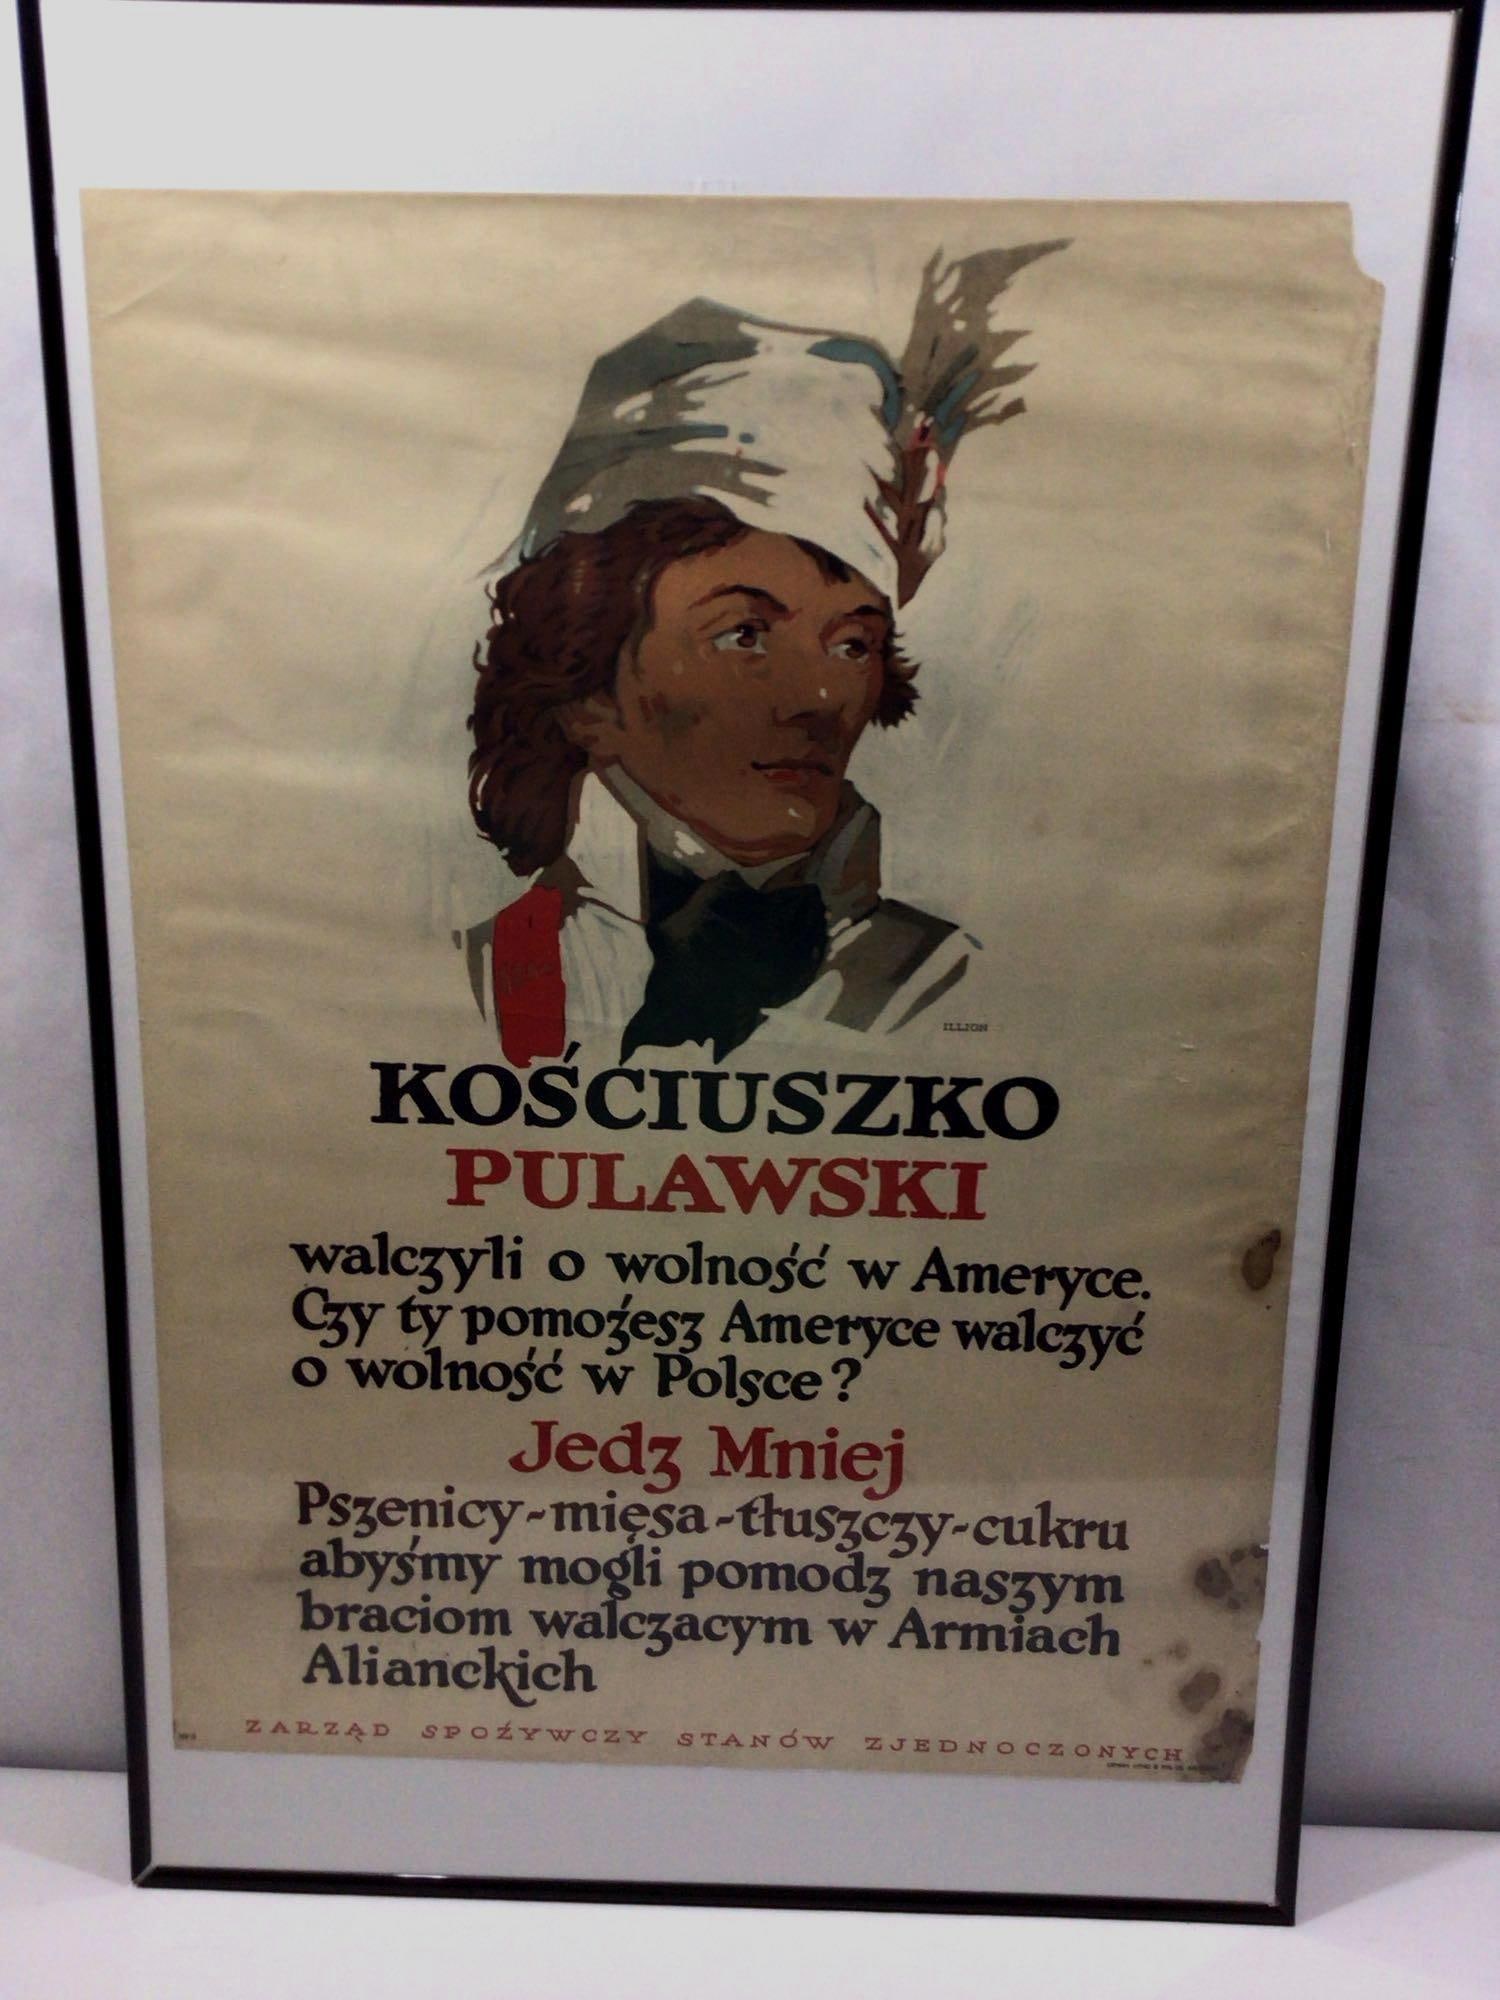 ILLION
KOŚCIUSZKO
PULAWSKI
walczyli o wolność w Ameryce.
Czy ty pomożesz Ameryce walczyć
o wolność w Polsce?
Jedz Mniej
Pszenicy-mięsa-tłuszczy-cukru
abyśmy mogli pomodz naszym
braciom walczacym w Armiach
Alianckich
ZARZĄD SPOŻYWCZY STANÓW ZJEDNOCZONYCH